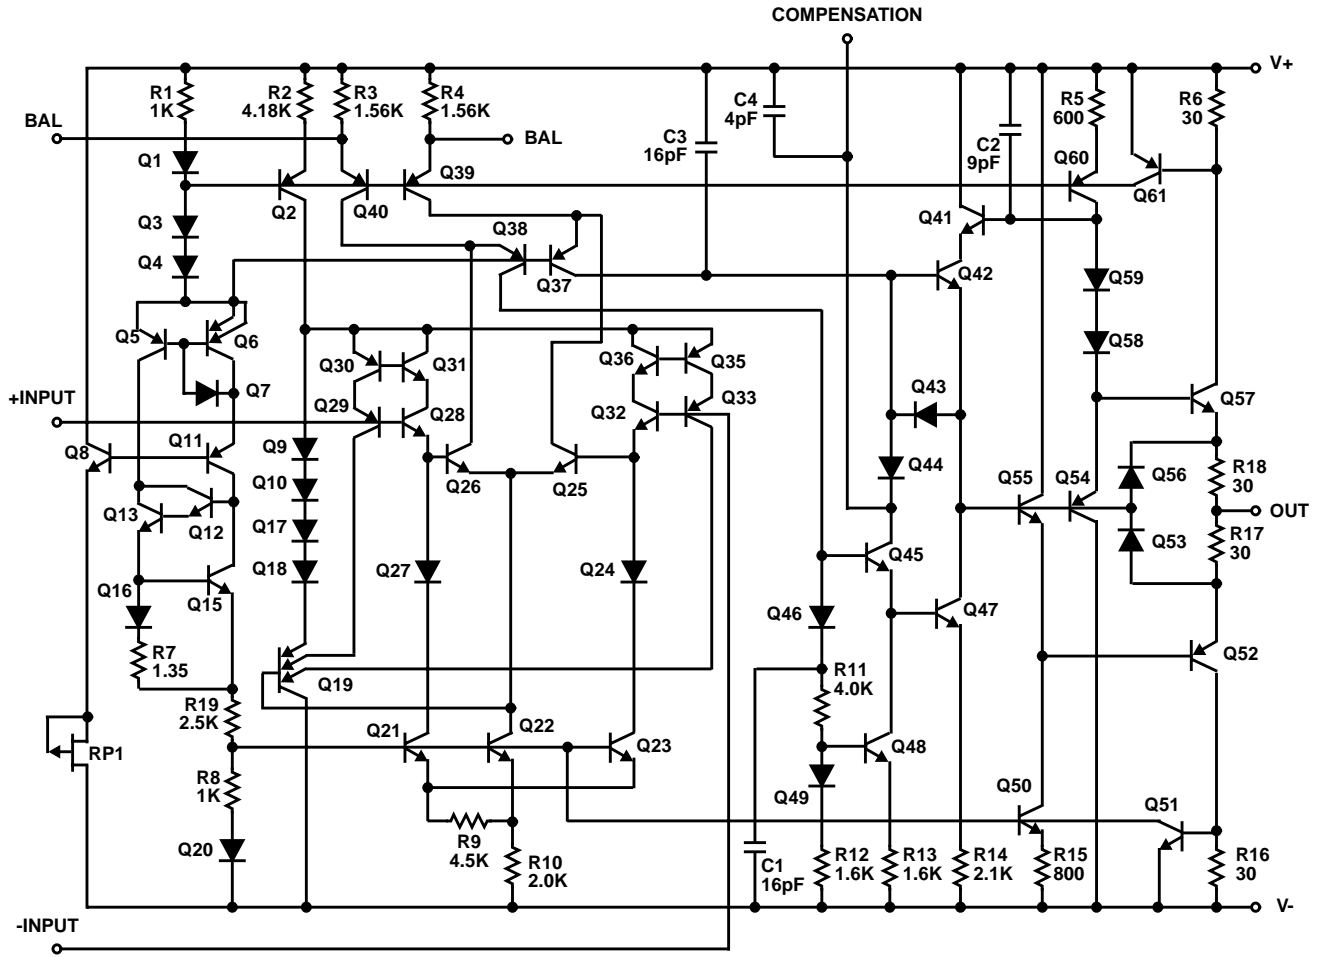 COMPENSATION
V+
R1
1K
R2
4.18K
R3
1.56K
R4
1.56K
C4
4pF
R5
600
R6
30
BAL
BAL
C3
16pF
C2
9pF
Q1
Q39
Q60
Q2
Q40
Q61
Q3
Q38
Q41
Q4
Q37
Q42
Q59
Q5
Q6
Q58
Q30
Q31
Q36
Q35
Q7
Q43
+INPUT
Q29
Q28
Q32
Q33
Q57
Q8
Q11
Q9
Q44
Q56
R18
30
Q10
Q26
Q25
Q55
Q54
Q13
Q12
Q17
OUT
Q53
R17
30
Q45
Q16
Q15
Q18
Q27
Q24
Q46
Q47
R7
1.35
Q19
R11
4.0K
Q52
R19
2.5K
Q21
Q22
Q23
RP1
Q48
R8
1K
Q49
Q50
Q51
Q20
R9
4.5K
R10
2.0K
C1
16pF
R12
1.6K
R13
1.6K
R14
2.1K
R15
800
R16
30
V-
-INPUT